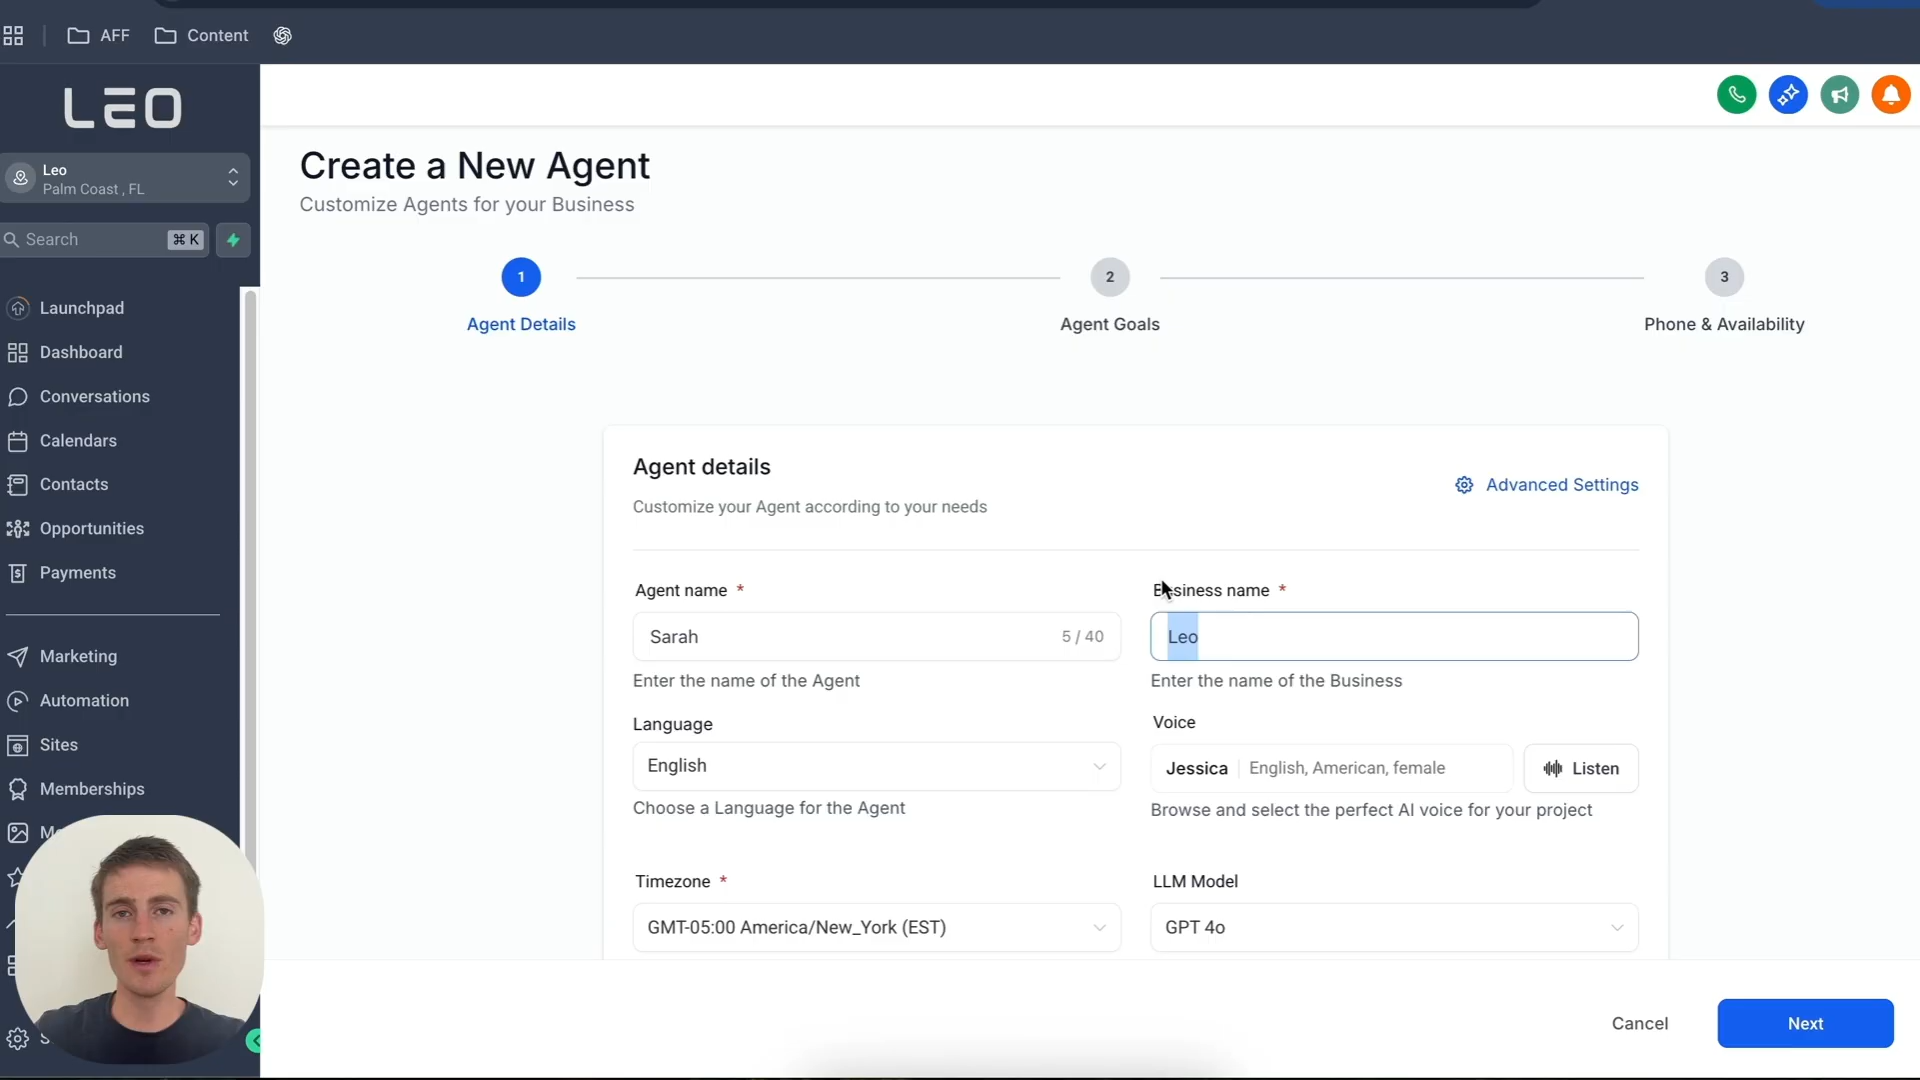 AFF
Content
LEO
Leo
Palm Coast , FL
Search
⌘ K
Launchpad
Dashboard
Conversations
Calendars
Contacts
Opportunities
Payments
Marketing
Automation
Sites
Memberships
Create a New Agent
Customize Agents for your Business
1
2
3
Agent Details
Agent Goals
Phone & Availability
Agent details
Customize your Agent according to your needs
Advanced Settings
Agent name *
Business name *
Sarah
5 / 40
Leo
Enter the name of the Agent
Enter the name of the Business
Language
Voice
English
Jessica
English, American, female
Listen
Choose a Language for the Agent
Browse and select the perfect AI voice for your project
Timezone *
LLM Model
GMT-05:00 America/New_York (EST)
GPT 4o
Cancel
Next